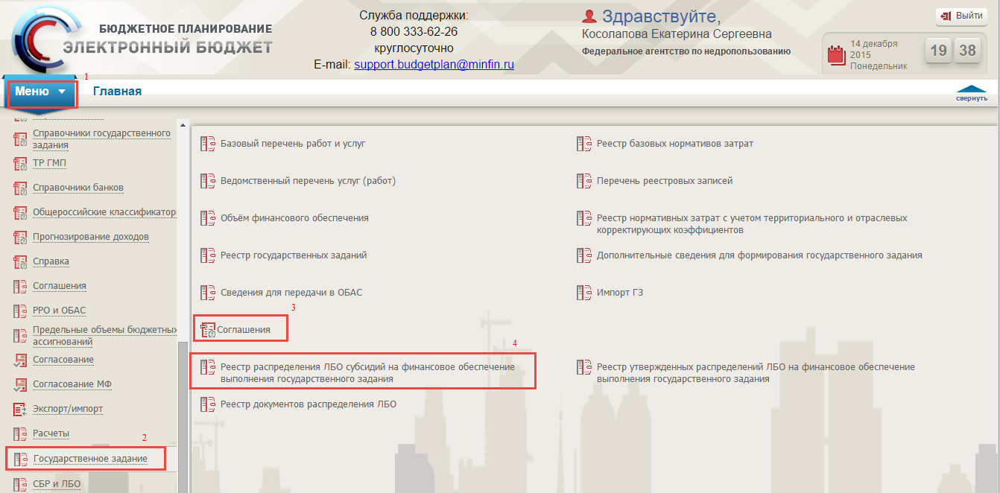 БЮДЖЕТНОЕ ПЛАНИРОВАНИЕ
ЭЛЕКТРОННЫЙ БЮДЖЕТ
Служба поддержки:
8 800 333-62-26
круглосуточно
E-mail: support.budgetplan@minfin.ru
Здравствуйте,
Косолапова Екатерина Сергеевна
Федеральное агентство по недропользованию
Выйти
14 декабря
2015
Понедельник
19 38
Меню
1
Главная
свернуть
Справочники государственного
задания
ТР ГМП
Справочники банков
Общероссийские классификатор
Прогнозирование доходов
Справка
Соглашения
РРО и ОБАС
Предельные объемы бюджетных
ассигнований
Согласование
Согласование МФ
Экспорт/импорт
Расчеты
2
Государственное задание
СБР и ЛБО
Базовый перечень работ и услуг
Реестр базовых нормативов затрат
Ведомственный перечень услуг (работ)
Перечень реестровых записей
Объём финансового обеспечения
Реестр нормативных затрат с учетом территориального и отраслевых
корректирующих коэффициентов
Реестр государственных заданий
Дополнительные сведения для формирования государственного задания
Сведения для передачи в ОБАС
Импорт ГЗ
3
Соглашения
4
Реестр распределения ЛБО субсидий на финансовое обеспечение
выполнения государственного задания
Реестр утвержденных распределений ЛБО на финансовое обеспечение
выполнения государственного задания
Реестр документов распределения ЛБО